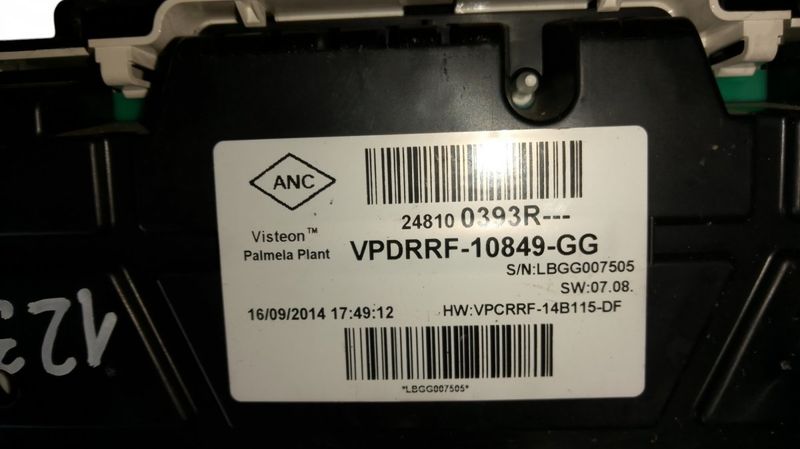 ANC
24810 0393R---
Visteon™
Palmela Plant
VPDRRF-10849-GG
S/N:LBGG007505
SW:07.08.
16/09/2014 17:49:12
HW:VPCRRF-14B115-DF
*LBGG007505*
123